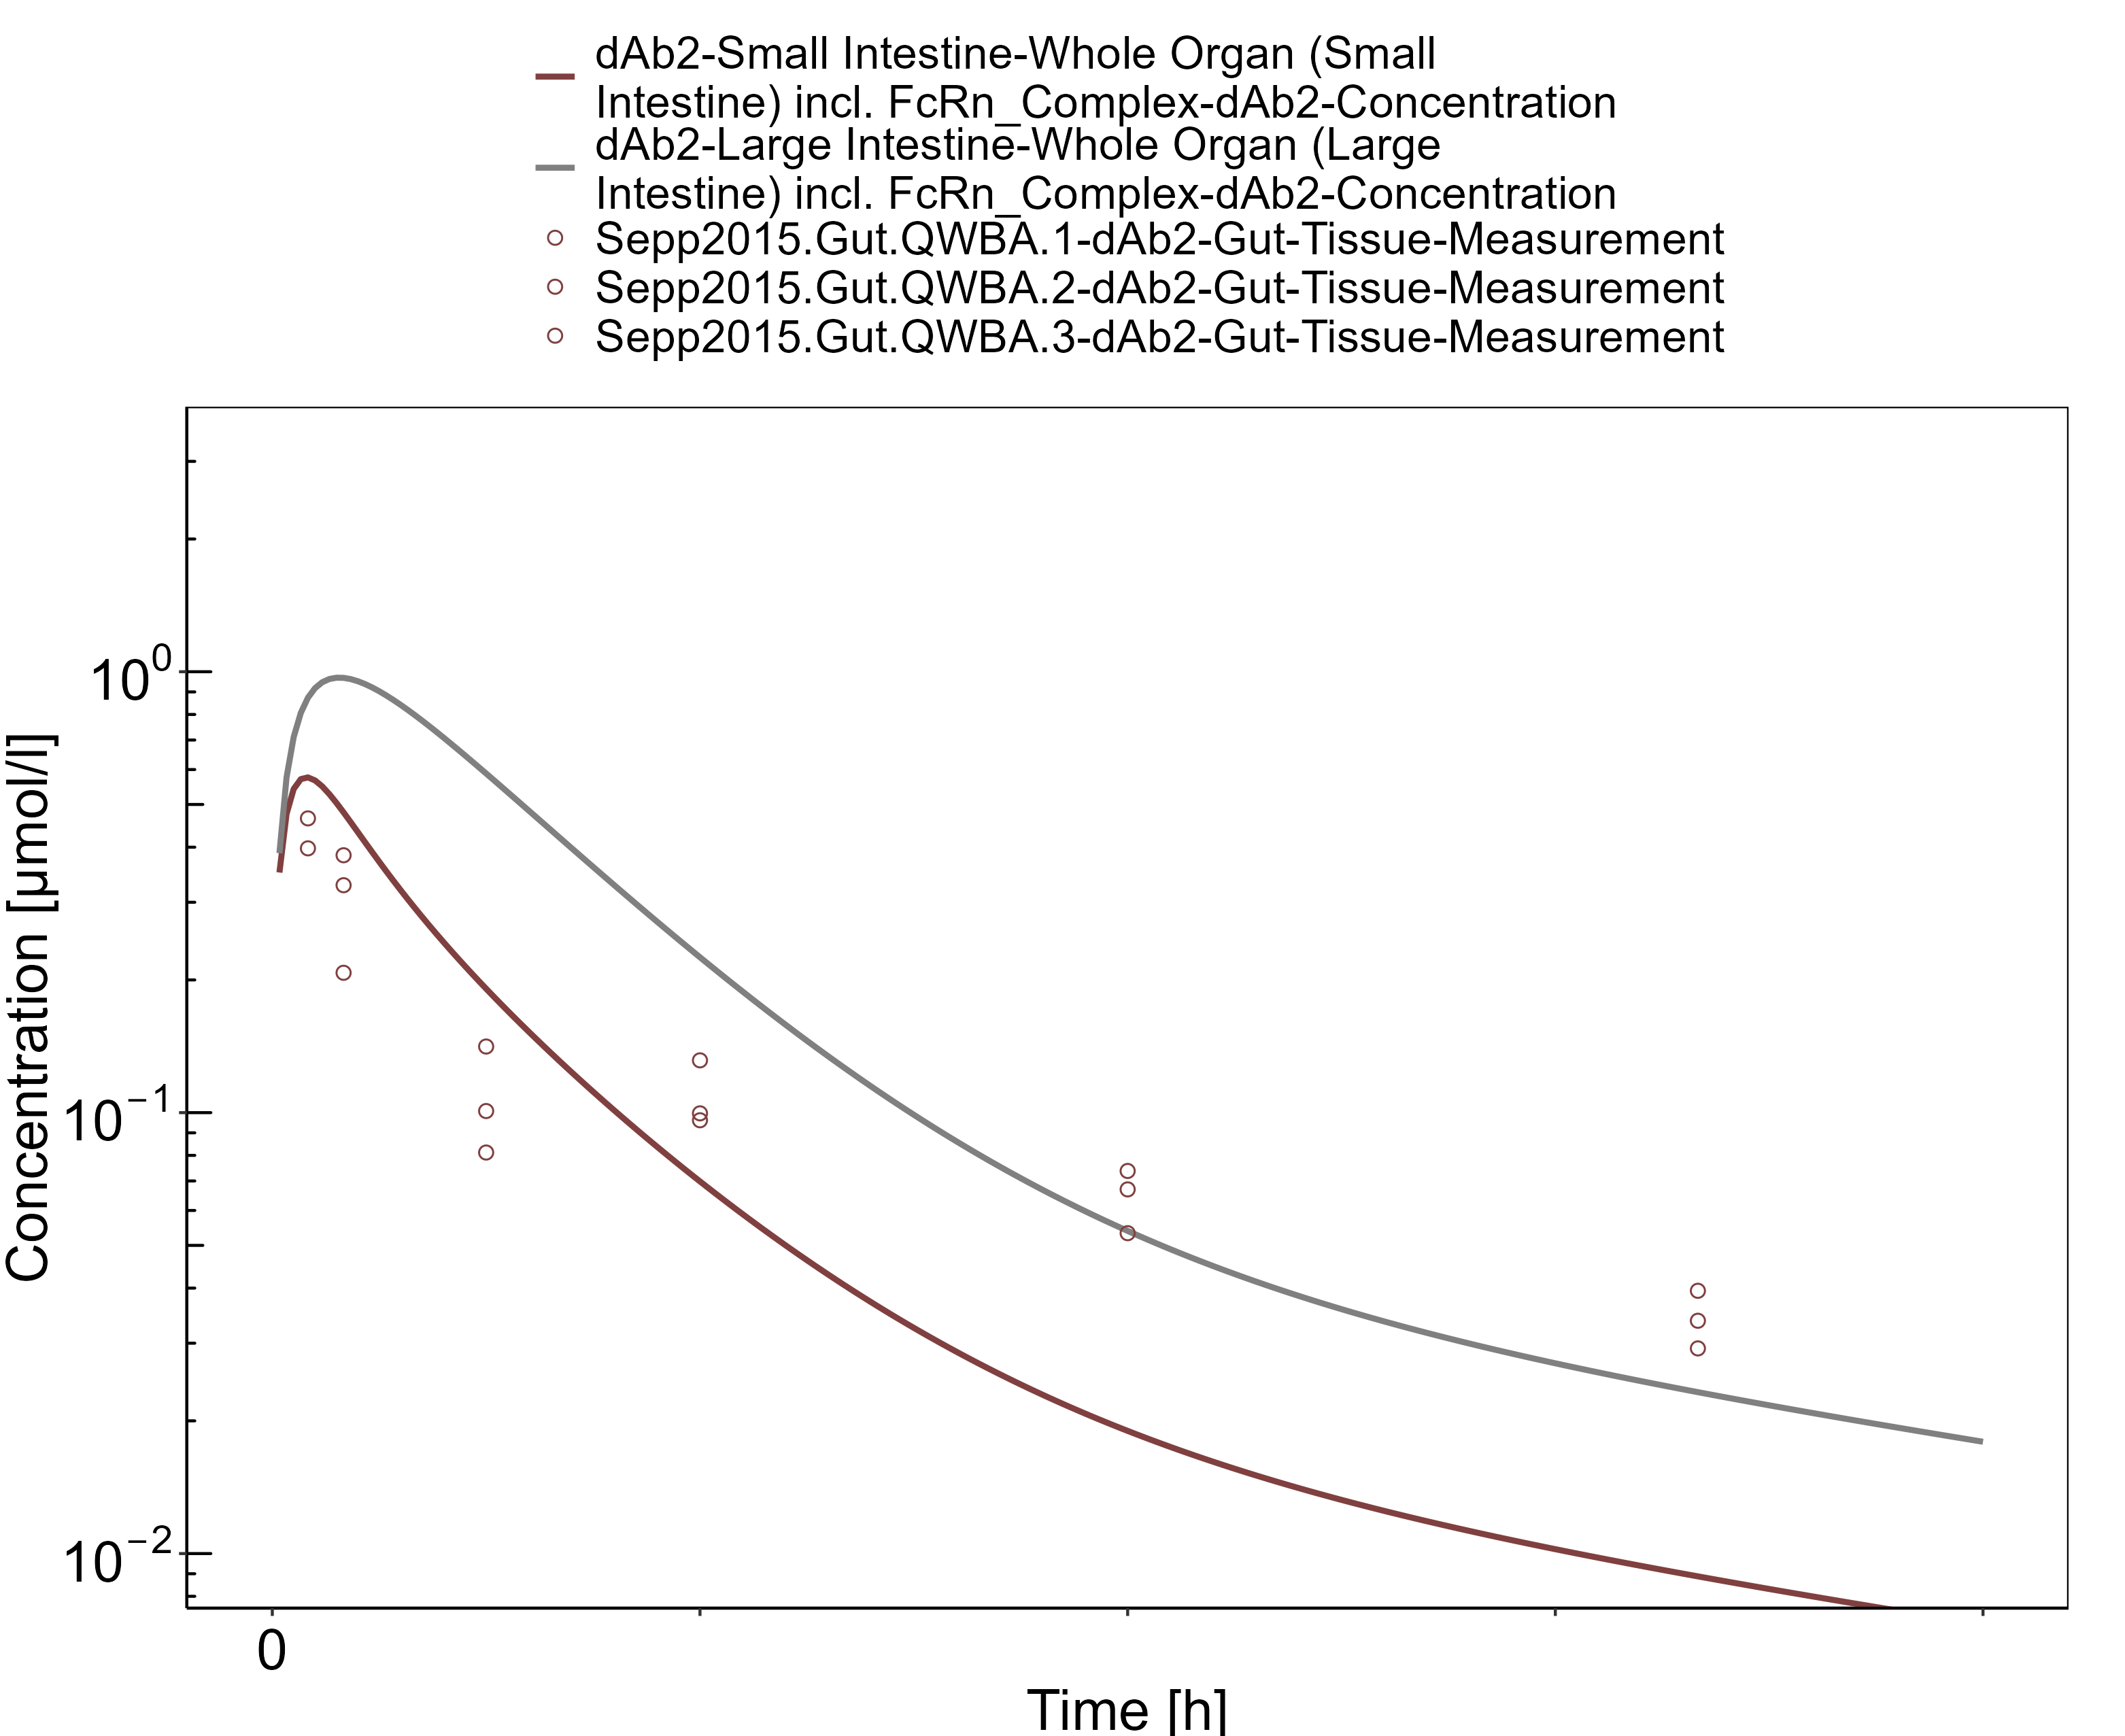 dAb2-Small Intestine-Whole Organ (Small
Intestine) incl. FcRn_Complex-dAb2-Concentration
dAb2-Large Intestine-Whole Organ (Large
Intestine) incl. FcRn_Complex-dAb2-Concentration
Sepp2015.Gut.QWBA.1-dAb2-Gut-Tissue-Measurement
Sepp2015.Gut.QWBA.2-dAb2-Gut-Tissue-Measurement
Sepp2015.Gut.QWBA.3-dAb2-Gut-Tissue-Measurement
Concentration [µmol/l]
10⁰
10⁻¹
10⁻²
0
Time [h]